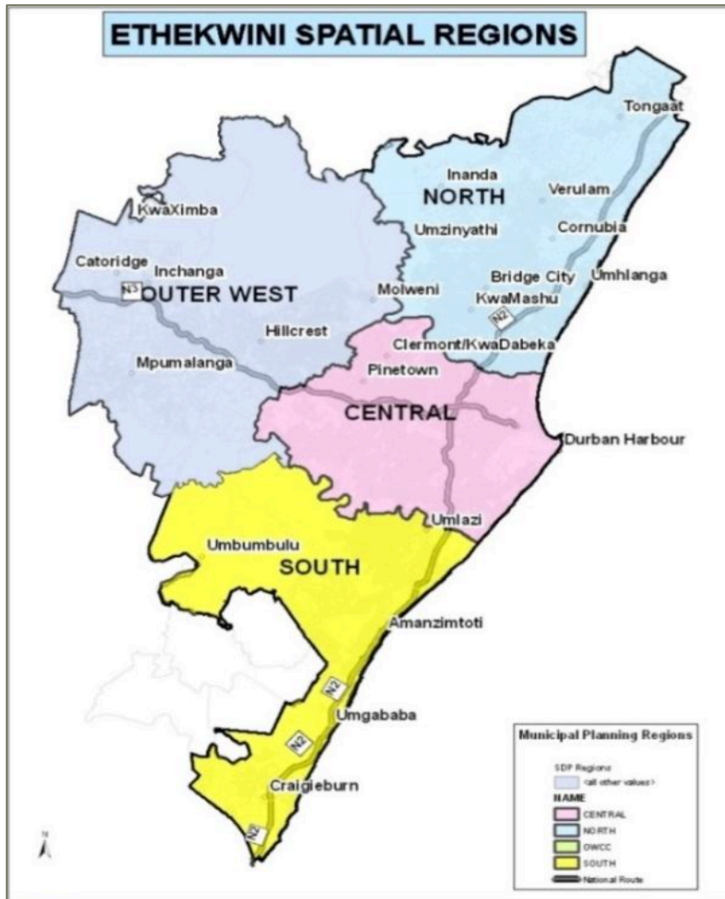 ETHEKWINI SPATIAL REGIONS
Tongaat
Inanda
NORTH
Verulam
KwaXimba
Umzinyathi
Cornubia
Catoridge
Inchanga
Bridge City
Umhlanga
N3
OUTER WEST
Molweni
KwaMashu
N2
Hillcrest
Clermont/KwaDabeka
Mpumalanga
Pinetown
CENTRAL
Durban Harbour
Umlazi
Umbumbulu
SOUTH
Amanzimtoti
N2
Umgababa
N2
Craigieburn
N2
N
Municipal Planning Regions
SDP Regions
<all other values>
NAME
CENTRAL
NORTH
OWCC
SOUTH
National Route